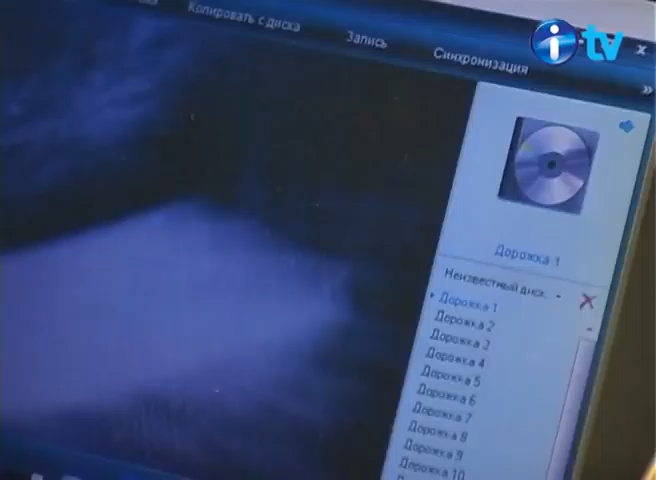 Копировать с диска
Запись
Синхронизация
itv
Дорожка 1
Неизвестный диск
Дорожка 1
Дорожка 2
Дорожка 3
Дорожка 4
Дорожка 5
Дорожка 6
Дорожка 7
Дорожка 8
Дорожка 9
Дорожка 10